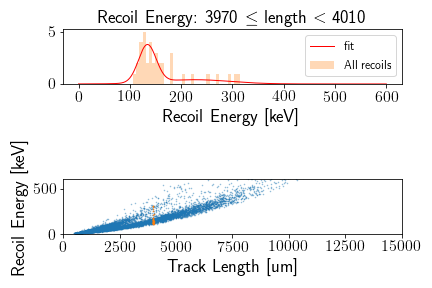 Recoil Energy: 3970 ≤ length < 4010
5
0
fit
All recoils
0 100 200 300 400 500 600
Recoil Energy [keV]
Recoil Energy [keV]
500
0
0 2500 5000 7500 10000 12500 15000
Track Length [um]